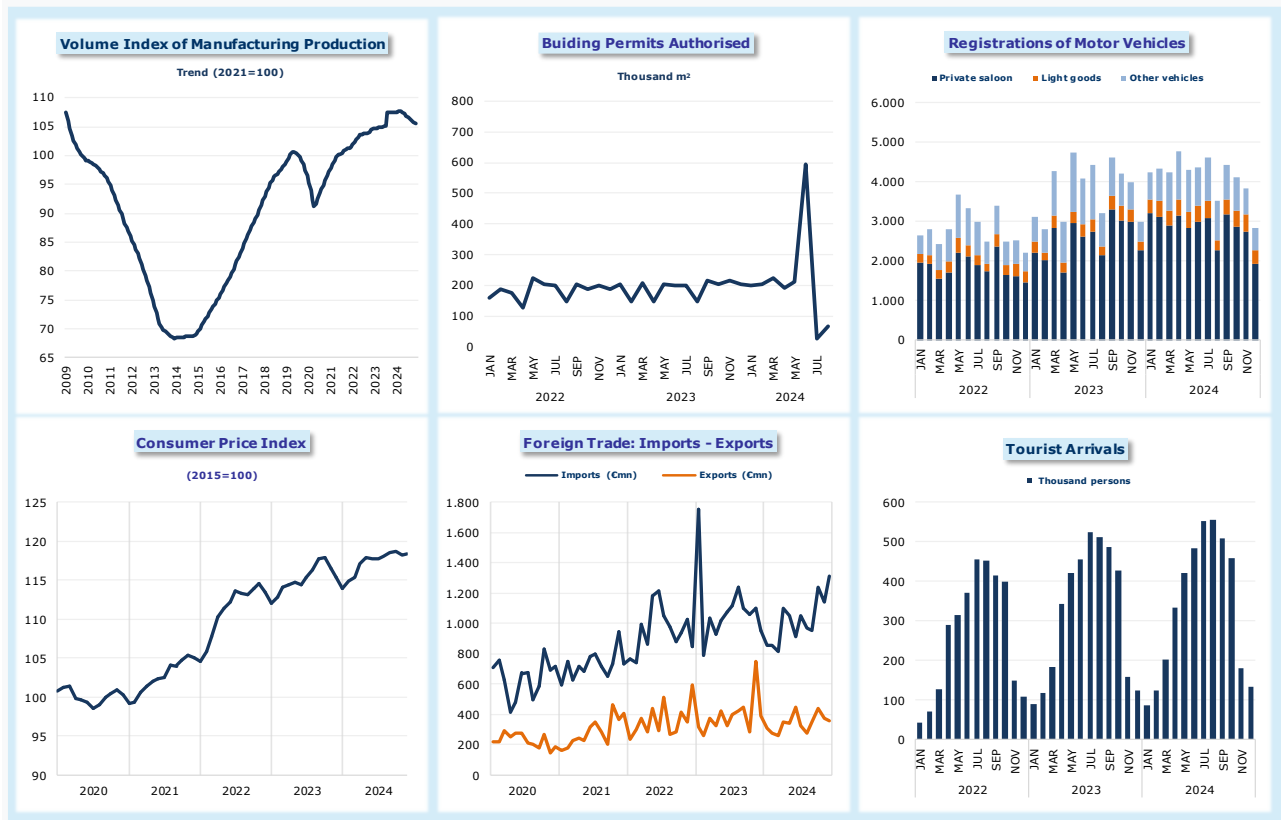 Volume Index of Manufacturing Production
Trend (2021=100)
110
105
100
95
90
85
80
75
70
65
2009 2010 2011 2012 2013 2014 2015 2016 2017 2018 2019 2020 2021 2022 2023 2024
Buiding Permits Authorised
Thousand m²
800
700
600
500
400
300
200
100
0
JAN MAR MAY JUL SEP NOV JAN MAR MAY JUL SEP NOV JAN MAR MAY JUL
2022 2023 2024
Registrations of Motor Vehicles
Private saloon Light goods Other vehicles
6.000
5.000
4.000
3.000
2.000
1.000
0
JAN MAR MAY JUL SEP NOV JAN MAR MAY JUL SEP NOV JAN MAR MAY JUL SEP NOV
2022 2023 2024
Consumer Price Index
(2015=100)
125
120
115
110
105
100
95
90
2020 2021 2022 2023 2024
Foreign Trade: Imports - Exports
Imports (€mn) Exports (€mn)
1.800
1.600
1.400
1.200
1.000
800
600
400
200
0
2020 2021 2022 2023 2024
Tourist Arrivals
Thousand persons
600
500
400
300
200
100
0
JAN MAR MAY JUL SEP NOV JAN MAR MAY JUL SEP NOV JAN MAR MAY JUL SEP NOV
2022 2023 2024